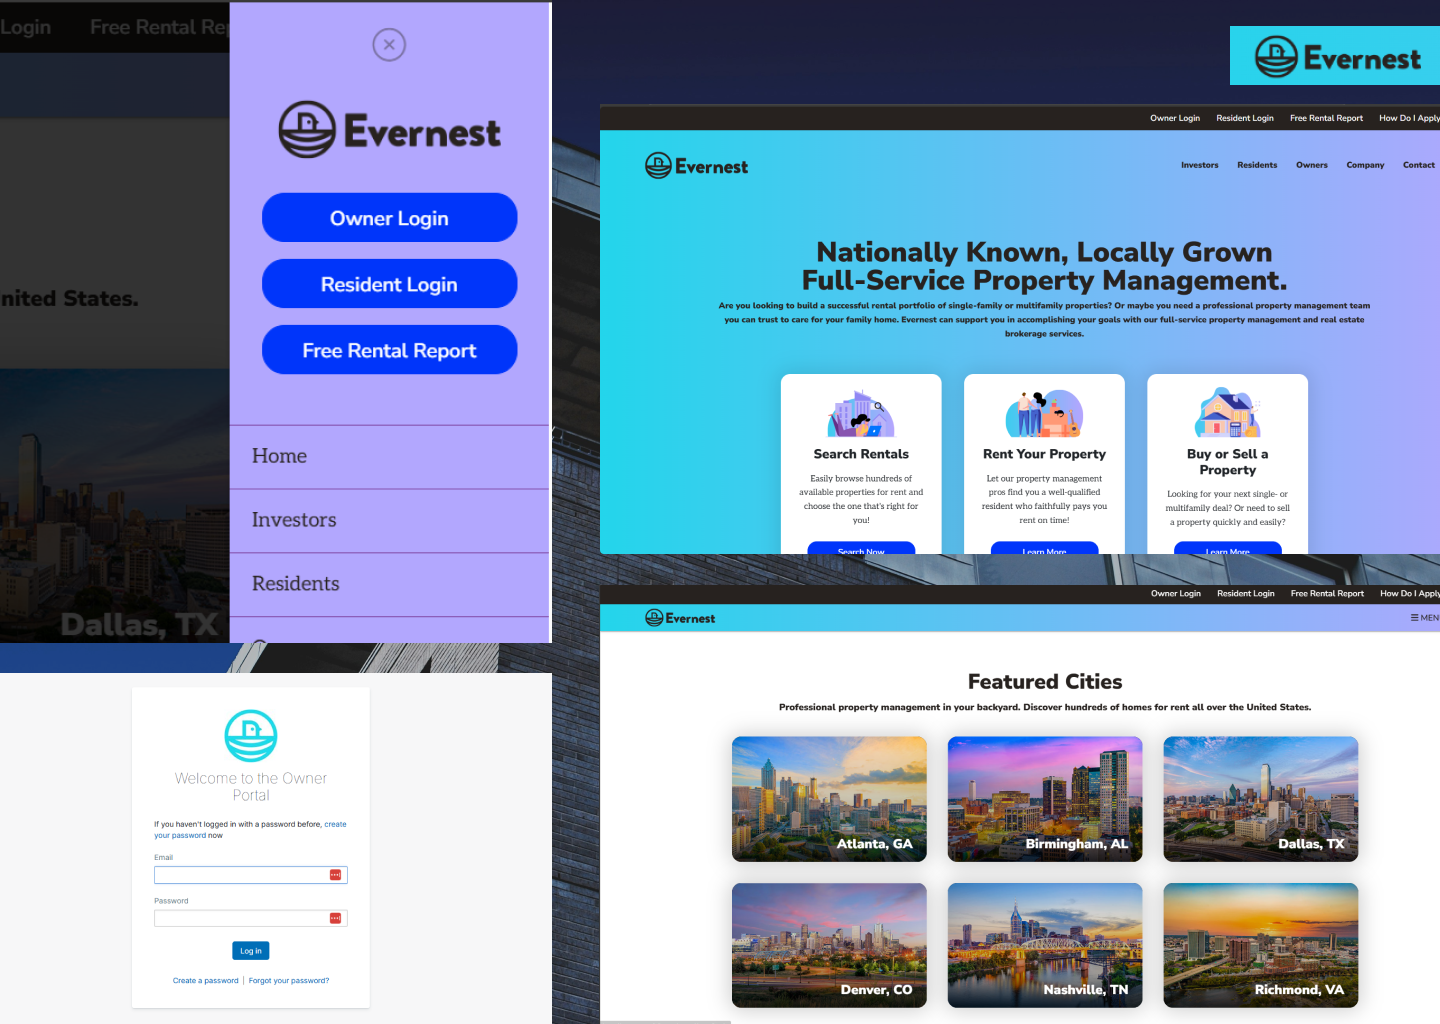 Login Free Rental Rep
Evernest
Owner Login
Resident Login
Free Rental Report
Home
Investors
Residents
nited States.
Dallas, TX
Welcome to the Owner
Portal
If you haven't logged in with a password before, create
your password now
Email
Password
Log in
Create a password | Forgot your password?
Evernest
Owner Login Resident Login Free Rental Report How Do I Apply
Evernest
Investors Residents Owners Company Contact
Nationally Known, Locally Grown
Full-Service Property Management.
Are you looking to build a successful rental portfolio of single-family or multifamily properties? Or maybe you need a professional property management team
you can trust to care for your family home. Evernest can support you in accomplishing your goals with our full-service property management and real estate
brokerage services.
Search Rentals
Easily browse hundreds of
available properties for rent and
choose the one that's right for
you!
Search Now
Rent Your Property
Let our property management
pros find you a well-qualified
resident who faithfully pays you
rent on time!
Learn More
Buy or Sell a
Property
Looking for your next single- or
multifamily deal? Or need to sell
a property quickly and easily?
Learn More
Owner Login Resident Login Free Rental Report How Do I Apply
Evernest
☰ MENU
Featured Cities
Professional property management in your backyard. Discover hundreds of homes for rent all over the United States.
Atlanta, GA
Birmingham, AL
Dallas, TX
Denver, CO
Nashville, TN
Richmond, VA